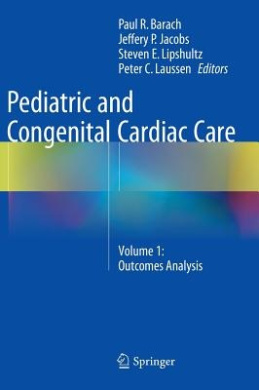 Paul R. Barach
Jeffery P. Jacobs
Steven E. Lipshultz
Peter C. Laussen Editors
Pediatric and
Congenital Cardiac Care
Volume 1:
Outcomes Analysis
Springer